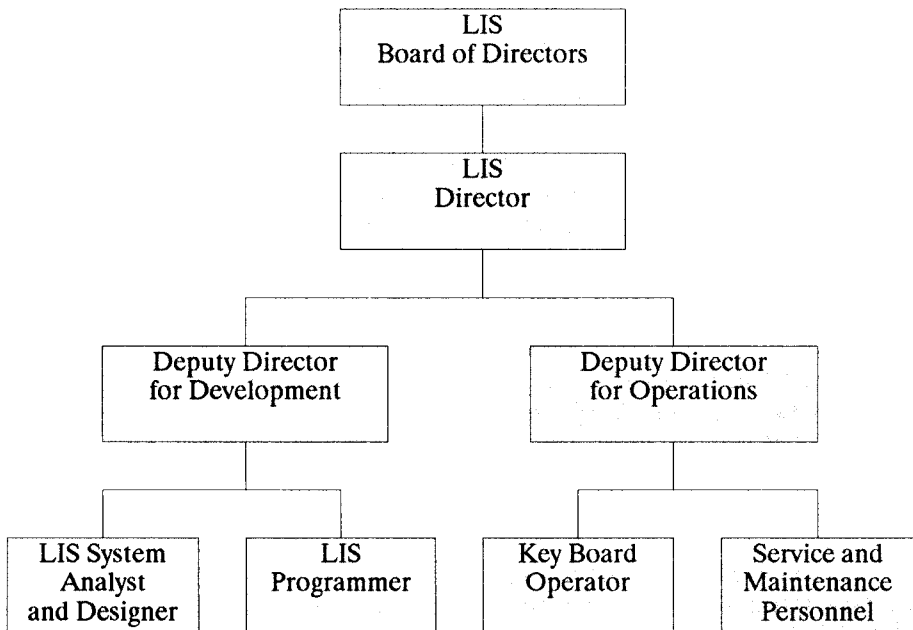 LIS
Board of Directors
LIS
Director
Deputy Director
for Development
Deputy Director
for Operations
LIS System
Analyst
and Designer
LIS
Programmer
Key Board
Operator
Service and
Maintenance
Personnel